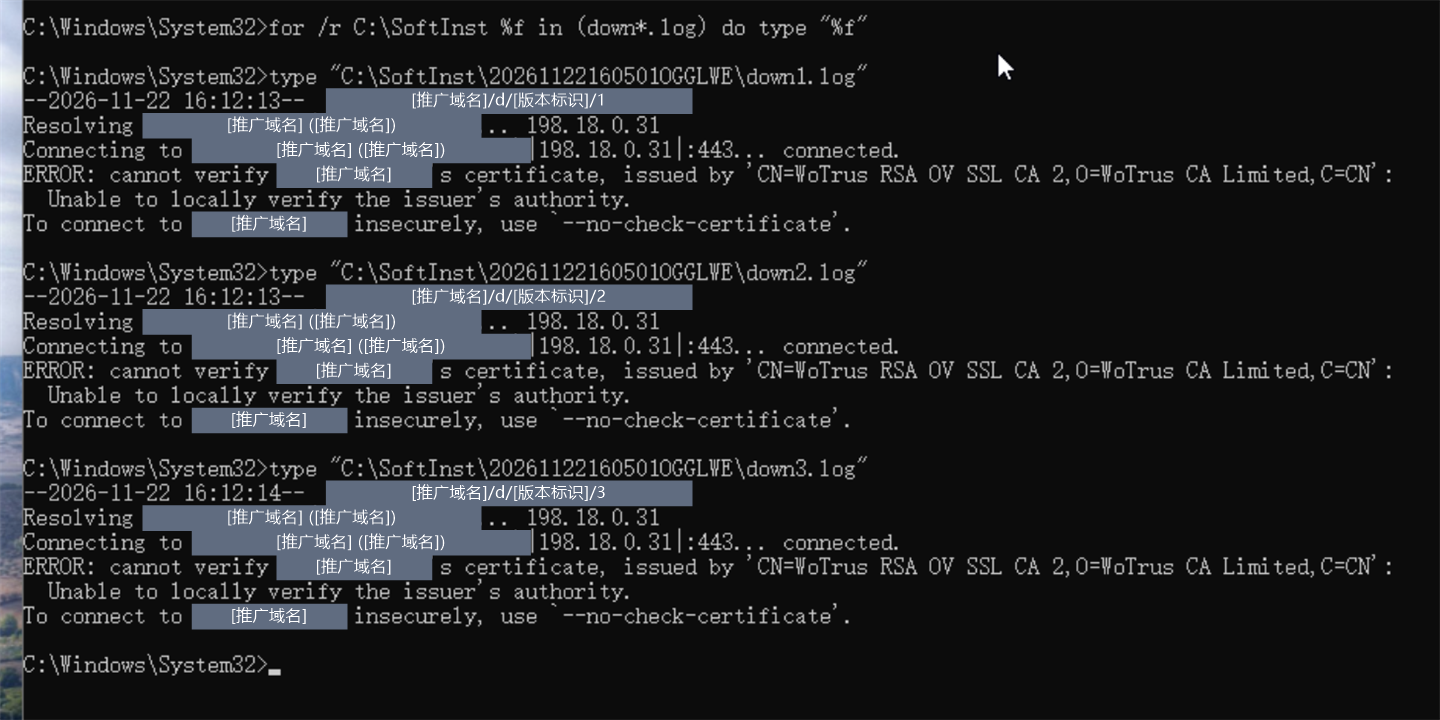 C:\Windows\System32>for /r C:\SoftInst %f in (down*.log) do type "%f"
C:\Windows\System32>type "C:\SoftInst\20261122160501OGGLWE\down1.log"
--2026-11-22 16:12:13-- [推广域名]/d/[版本标识]/1
Resolving [推广域名] ([推广域名]) .. 198.18.0.31
Connecting to [推广域名] ([推广域名])|198.18.0.31|:443... connected.
ERROR: cannot verify [推广域名] s certificate, issued by 'CN=WoTrus RSA OV SSL CA 2,O=WoTrus CA Limited,C=CN':
Unable to locally verify the issuer's authority.
To connect to [推广域名] insecurely, use `--no-check-certificate'.
C:\Windows\System32>type "C:\SoftInst\20261122160501OGGLWE\down2.log"
--2026-11-22 16:12:13-- [推广域名]/d/[版本标识]/2
Resolving [推广域名] ([推广域名]) .. 198.18.0.31
Connecting to [推广域名] ([推广域名])|198.18.0.31|:443... connected.
ERROR: cannot verify [推广域名] s certificate, issued by 'CN=WoTrus RSA OV SSL CA 2,O=WoTrus CA Limited,C=CN':
Unable to locally verify the issuer's authority.
To connect to [推广域名] insecurely, use `--no-check-certificate'.
C:\Windows\System32>type "C:\SoftInst\20261122160501OGGLWE\down3.log"
--2026-11-22 16:12:14-- [推广域名]/d/[版本标识]/3
Resolving [推广域名] ([推广域名]) .. 198.18.0.31
Connecting to [推广域名] ([推广域名])|198.18.0.31|:443... connected.
ERROR: cannot verify [推广域名] s certificate, issued by 'CN=WoTrus RSA OV SSL CA 2,O=WoTrus CA Limited,C=CN':
Unable to locally verify the issuer's authority.
To connect to [推广域名] insecurely, use `--no-check-certificate'.
C:\Windows\System32>